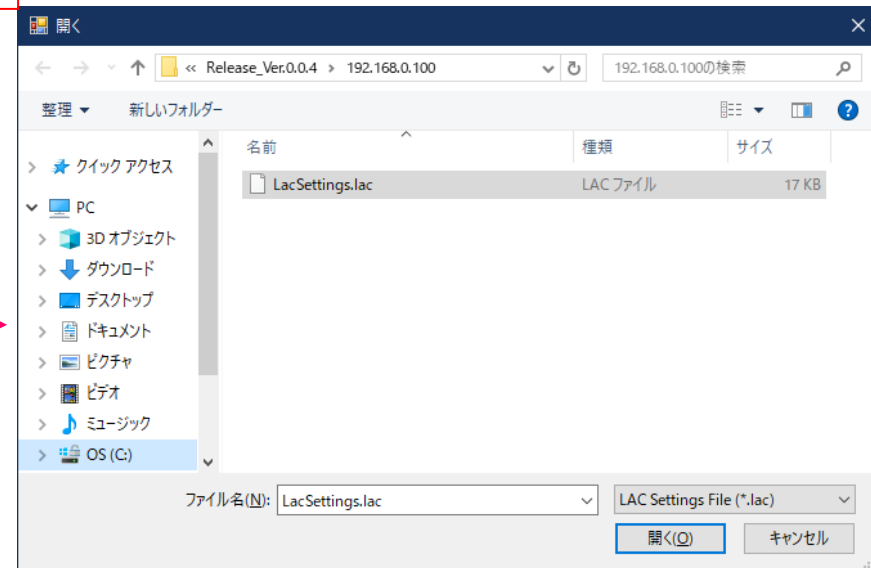 開く
« Release_Ver.0.0.4 › 192.168.0.100
192.168.0.100の検索
整理 新しいフォルダー
名前 種類 サイズ
クイック アクセス
LacSettings.lac LAC ファイル 17 KB
PC
3D オブジェクト
ダウンロード
デスクトップ
ドキュメント
ピクチャ
ビデオ
ミュージック
OS (C:)
ファイル名(N): LacSettings.lac LAC Settings File (*.lac)
開く(O) キャンセル